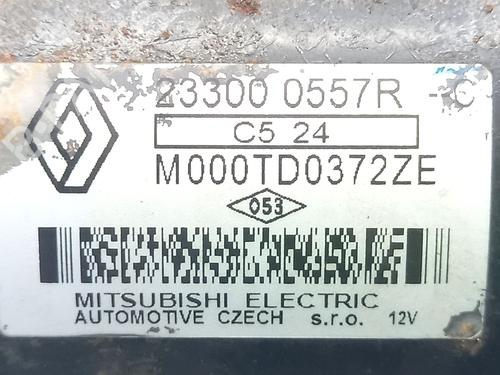 23300 0557R - C
C5 24
M000TD0372ZE
053
MITSUBISHI ELECTRIC
AUTOMOTIVE CZECH s.r.o. 12V